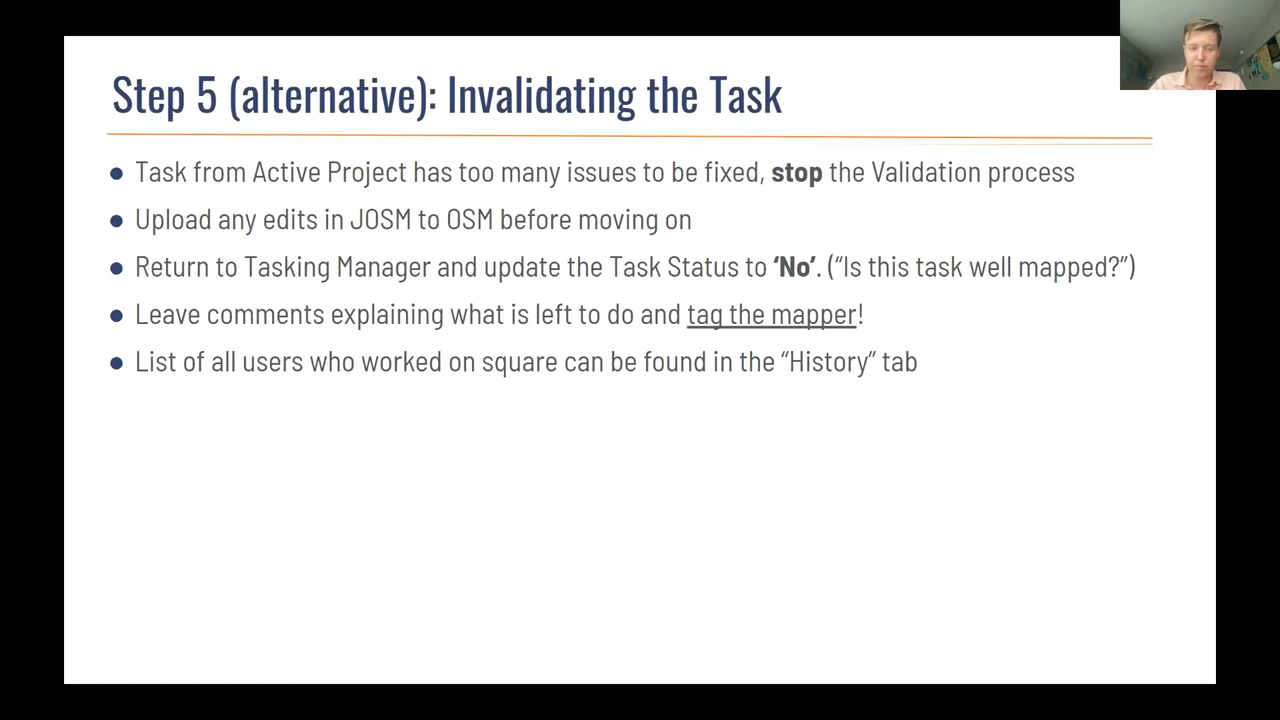 Step 5 (alternative): Invalidating the Task
● Task from Active Project has too many issues to be fixed, stop the Validation process
● Upload any edits in JOSM to OSM before moving on
● Return to Tasking Manager and update the Task Status to ‘No’. (“Is this task well mapped?”)
● Leave comments explaining what is left to do and tag the mapper!
● List of all users who worked on square can be found in the “History” tab